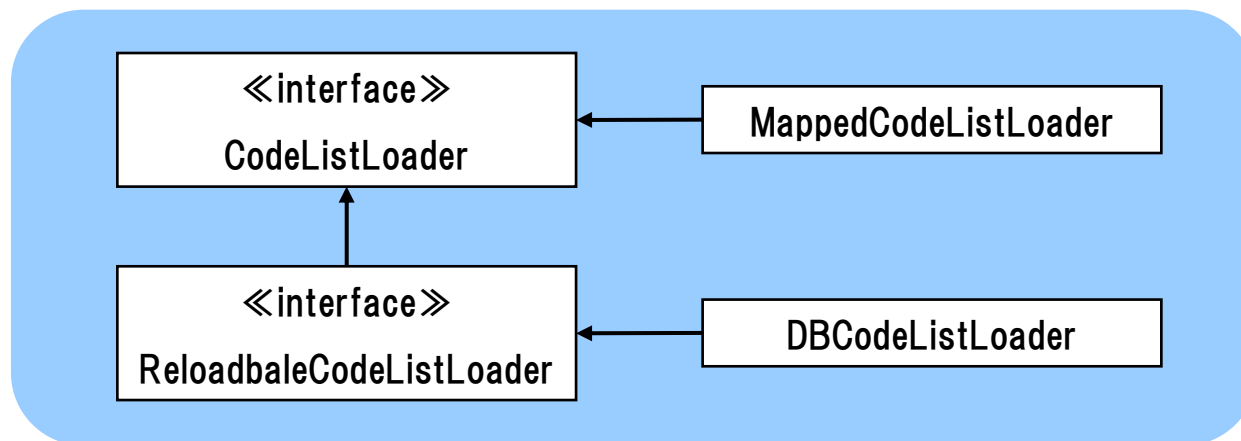 ≪interface≫
CodeListLoader
MappedCodeListLoader
≪interface≫
ReloadbaleCodeListLoader
DBCodeListLoader